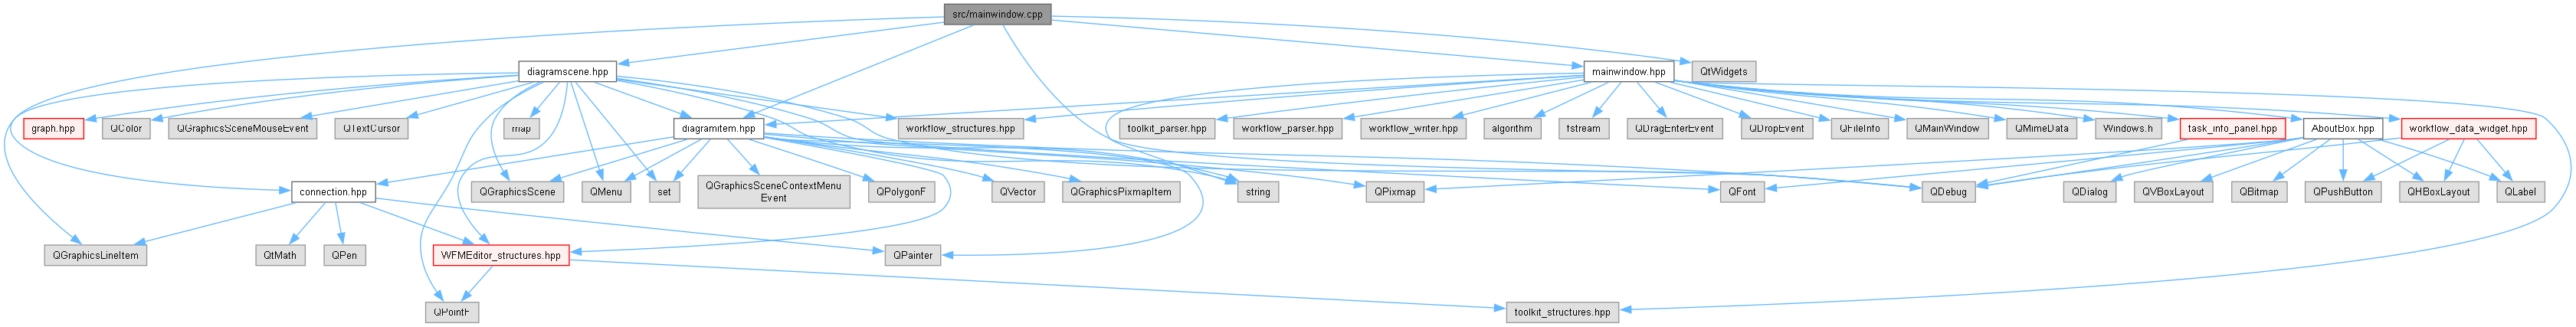 src/mainwindow.cpp
diagramscene.hpp
mainwindow.hpp
QtWidgets
graph.hpp
QColor
QGraphicsSceneMouseEvent
QTextCursor
map
diagramitem.hpp
workflow_structures.hpp
toolkit_parser.hpp
workflow_parser.hpp
workflow_writer.hpp
algorithm
fstream
QDragEnterEvent
QDropEvent
QFileInfo
QMainWindow
QMimeData
Windows.h
task_info_panel.hpp
AboutBox.hpp
workflow_data_widget.hpp
connection.hpp
QGraphicsScene
QMenu
set
QGraphicsSceneContextMenu
Event
QPolygonF
QVector
QGraphicsPixmapItem
string
QPixmap
QFont
QDebug
QDialog
QVBoxLayout
QBitmap
QPushButton
QHBoxLayout
QLabel
QGraphicsLineItem
QtMath
QPen
WFMEditor_structures.hpp
QPainter
QPointF
toolkit_structures.hpp